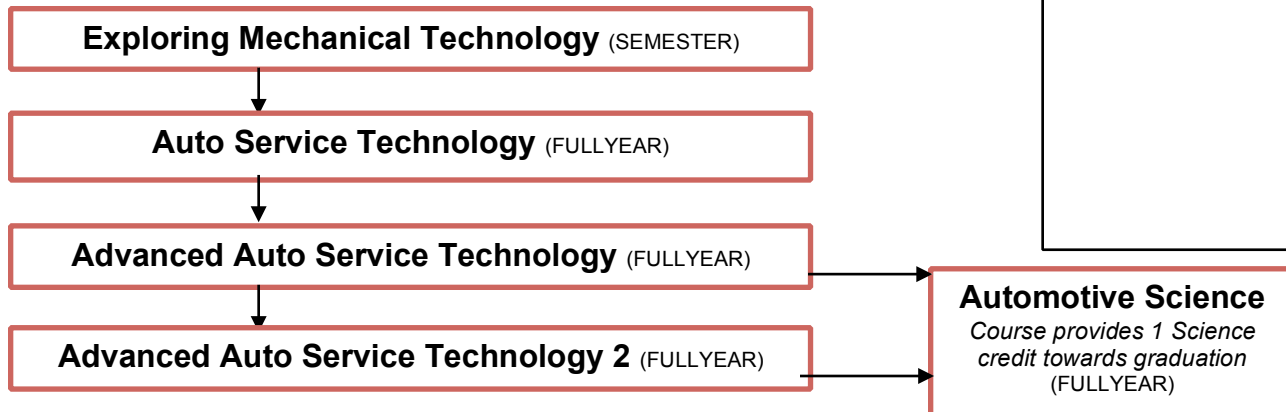 Exploring Mechanical Technology (SEMESTER)
Auto Service Technology (FULLYEAR)
Advanced Auto Service Technology (FULLYEAR)
Advanced Auto Service Technology 2 (FULLYEAR)
Automotive Science
Course provides 1 Science
credit towards graduation
(FULLYEAR)